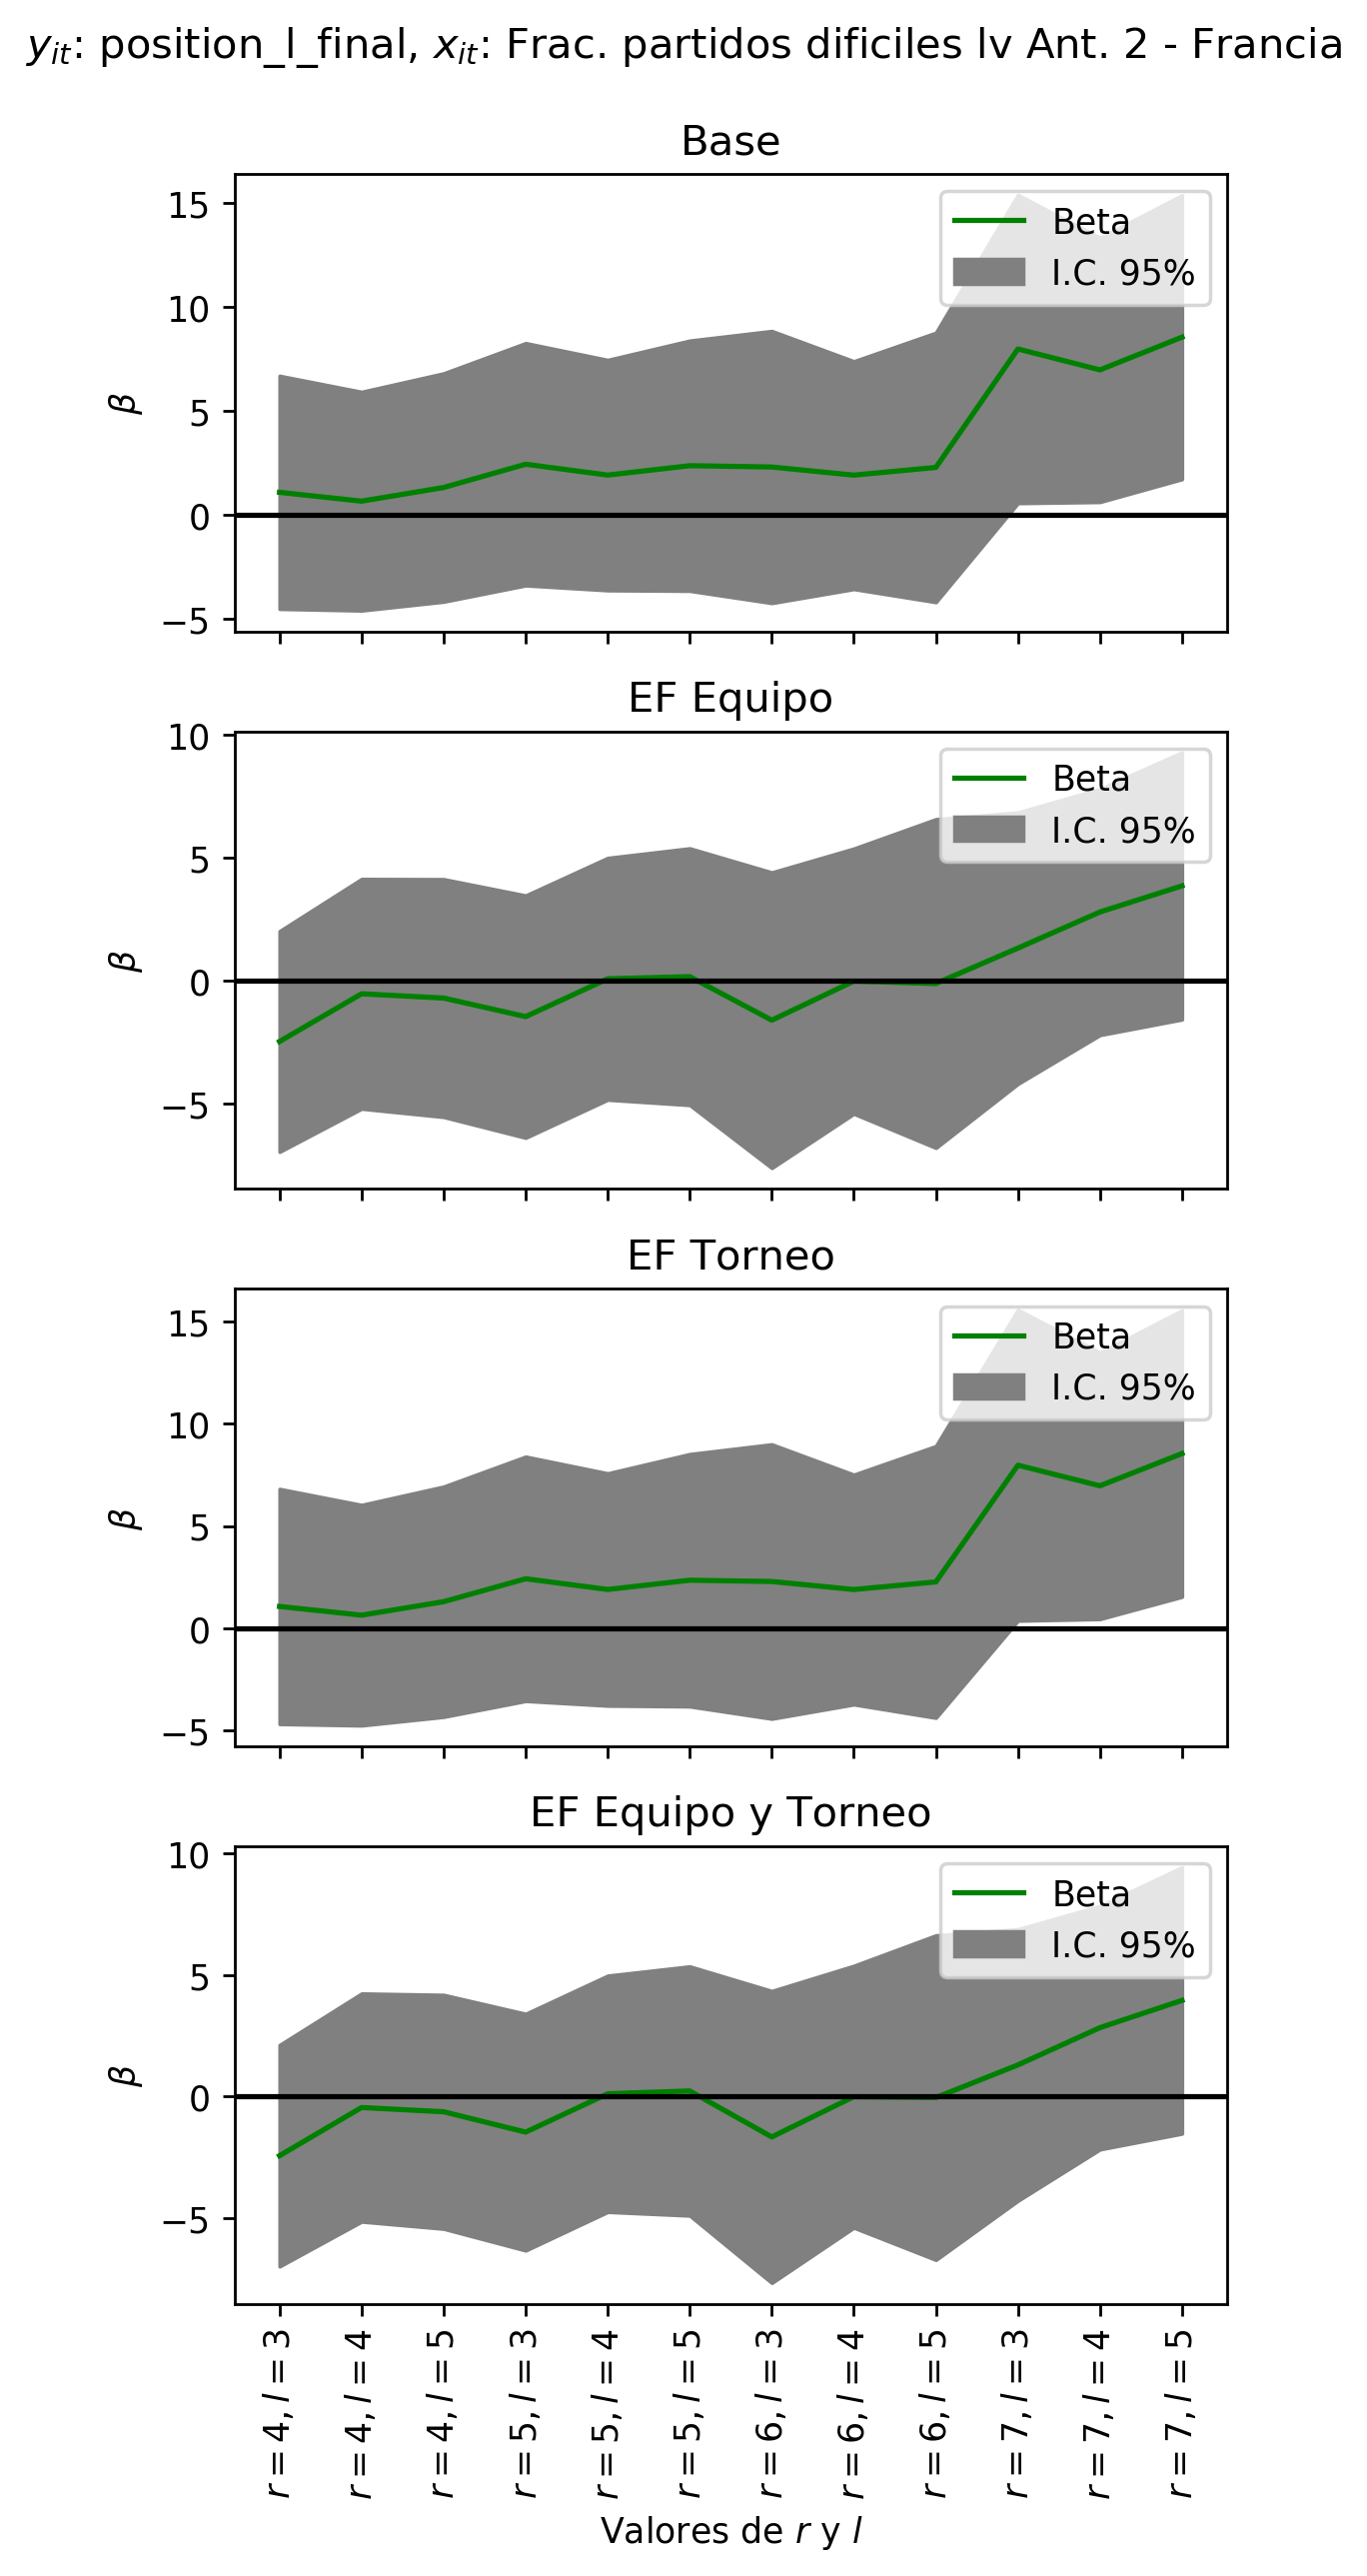 y_it: position_l_final, x_it: Frac. partidos dificiles lv Ant. 2 - Francia
Base
Beta
I.C. 95%
15
10
5
0
−5
β
EF Equipo
Beta
I.C. 95%
10
5
0
−5
β
EF Torneo
Beta
I.C. 95%
15
10
5
0
−5
β
EF Equipo y Torneo
Beta
I.C. 95%
10
5
0
−5
β
r = 4, l = 3
r = 4, l = 4
r = 4, l = 5
r = 5, l = 3
r = 5, l = 4
r = 5, l = 5
r = 6, l = 3
r = 6, l = 4
r = 6, l = 5
r = 7, l = 3
r = 7, l = 4
r = 7, l = 5
Valores de r y l